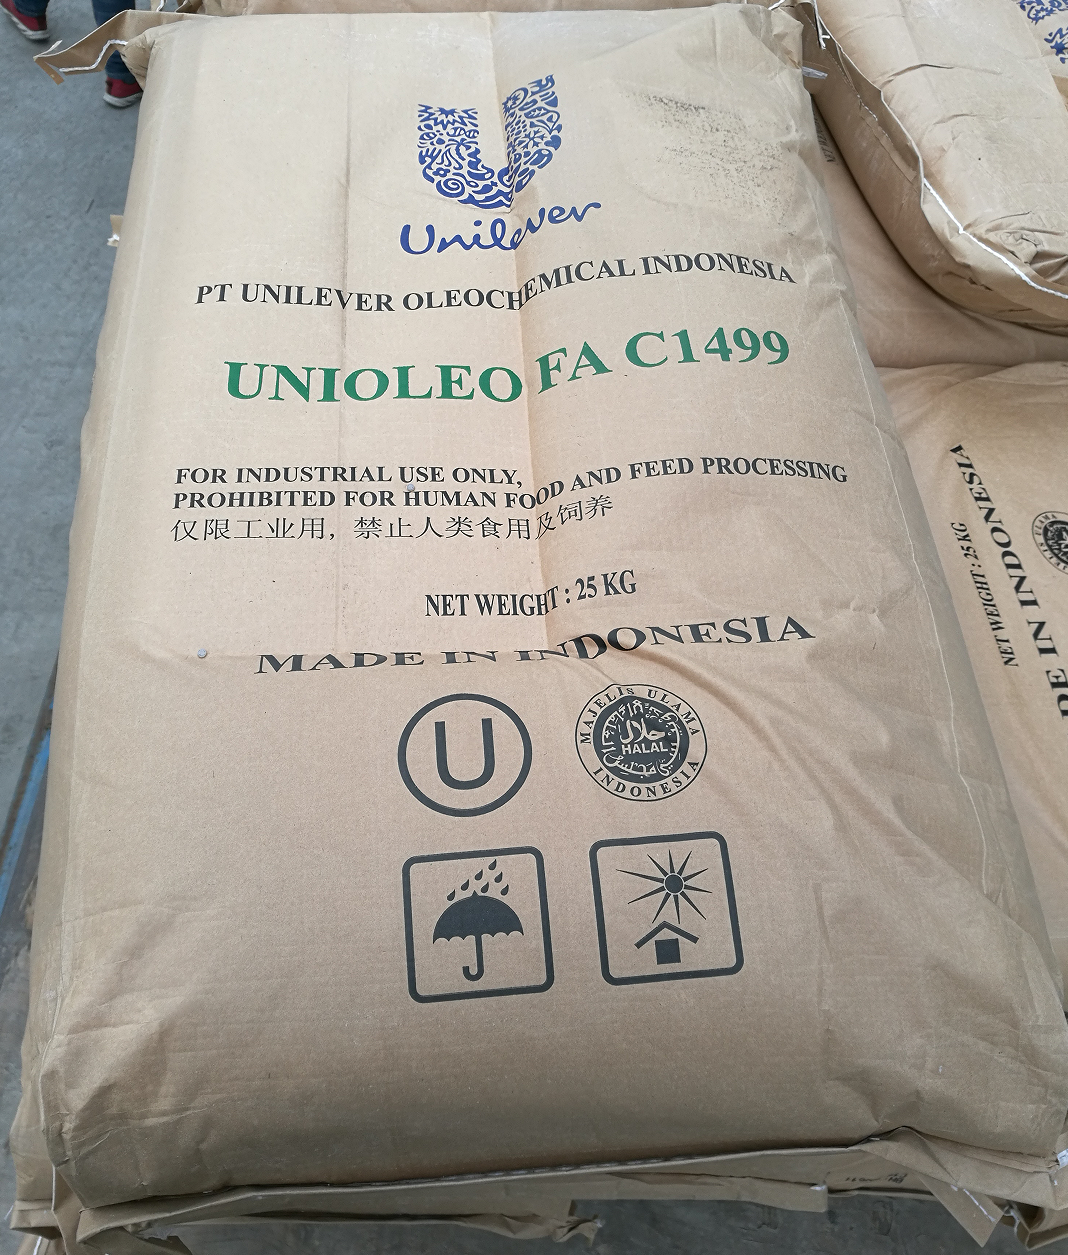 Unilever
PT UNILEVER OLEOCHEMICAL INDONESIA
UNIOLEO FA C1499
FOR INDUSTRIAL USE ONLY,
PROHIBITED FOR HUMAN FOOD AND FEED PROCESSING
仅限工业用，禁止人类食用及饲养
NET WEIGHT : 25 KG
MADE IN INDONESIA
U
MAJELIS ULAMA
حلال
HALAL
INDONESIA
INDONESIA
NET WEIGHT : 25 KG
DE IN INDONESIA